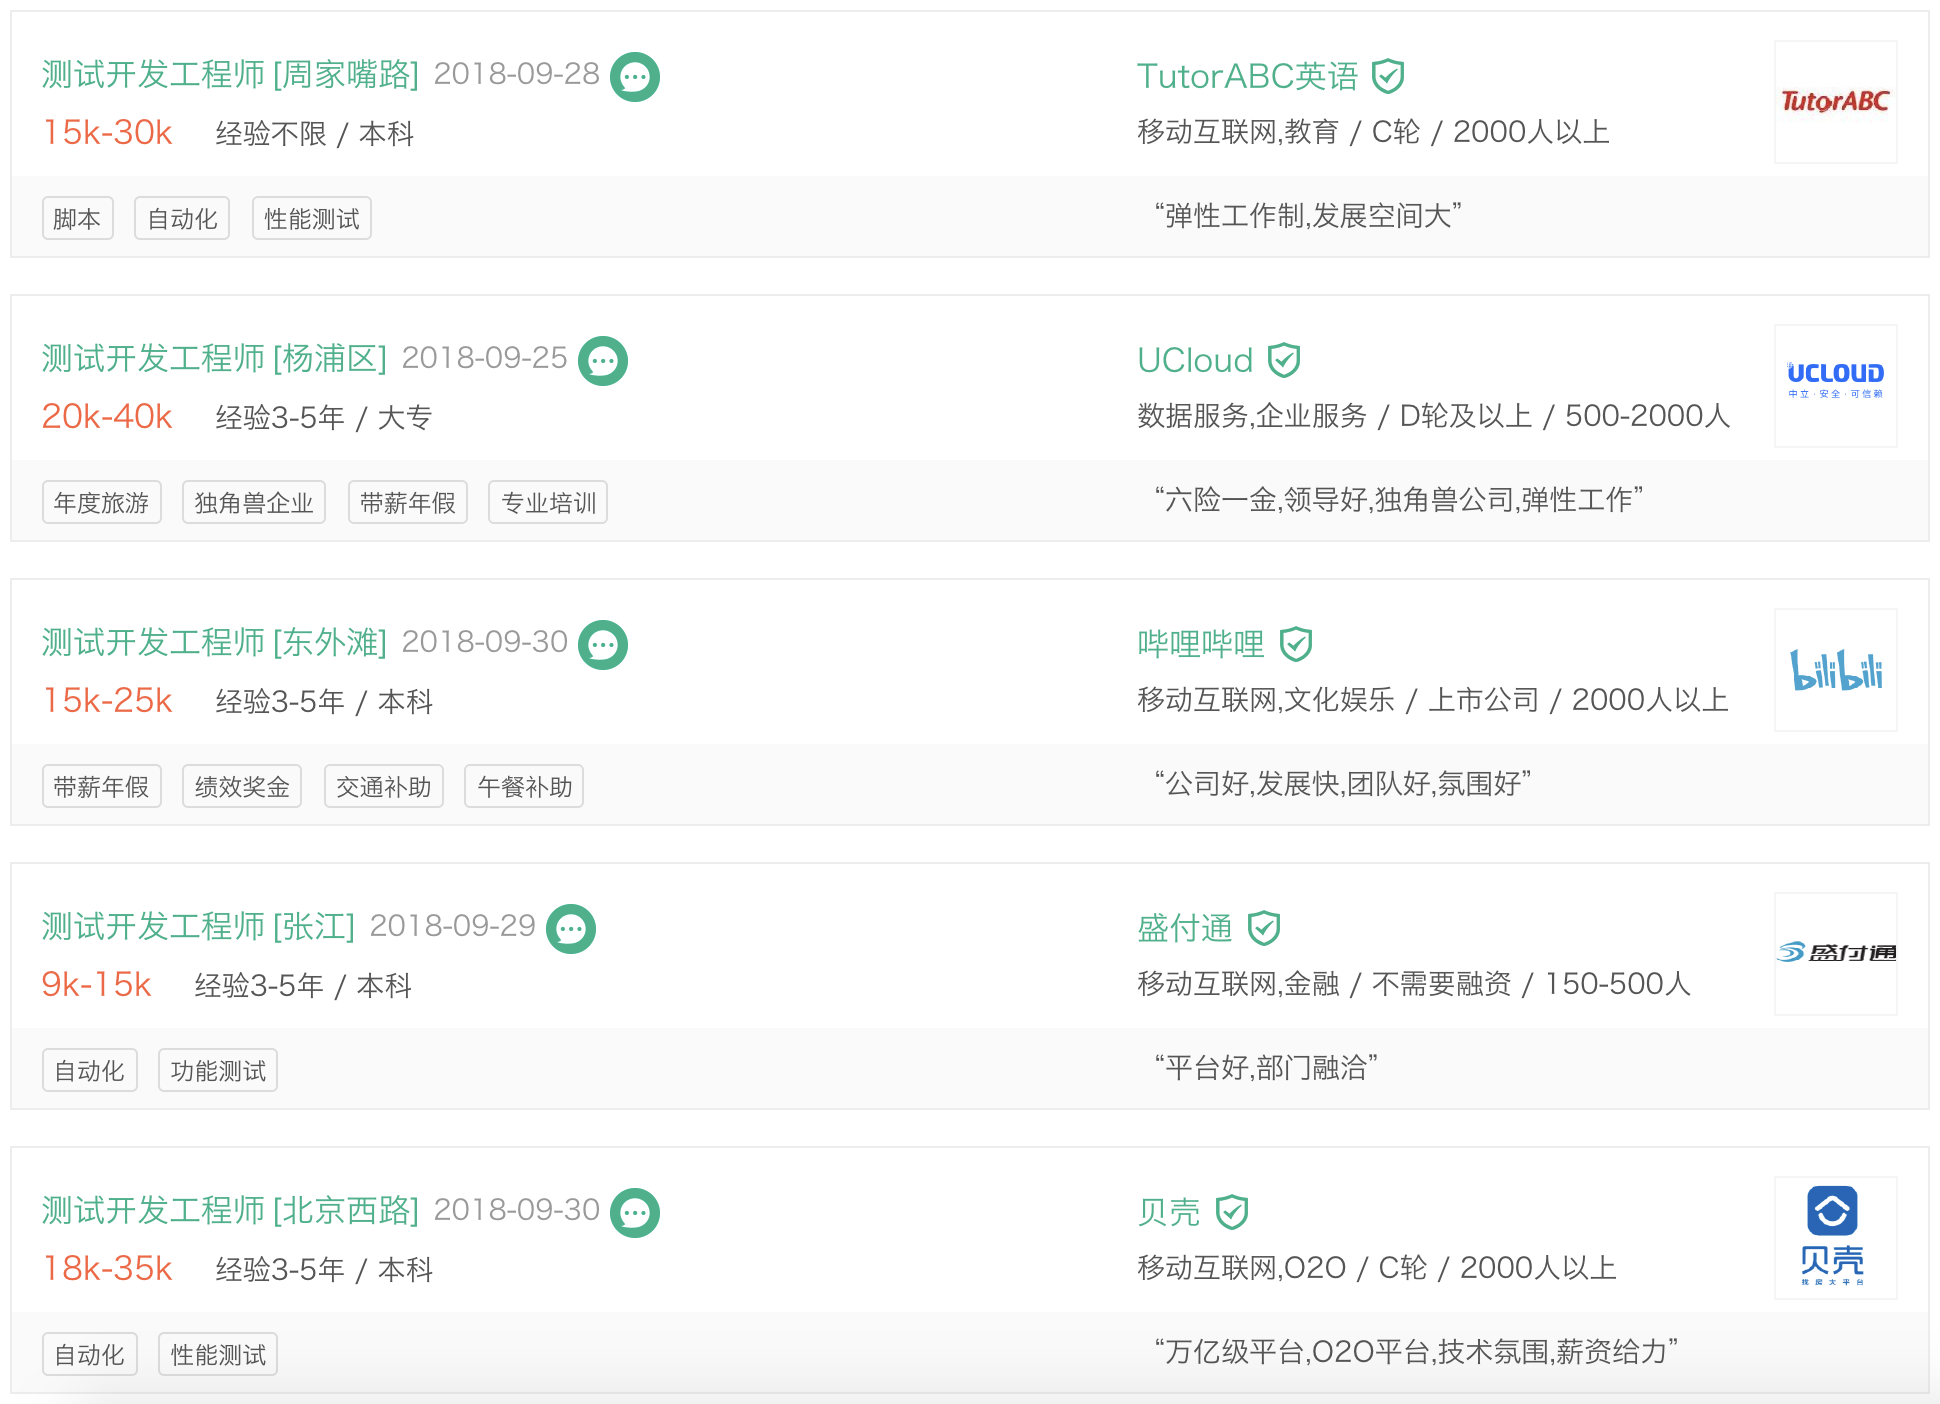 测试开发工程师 [周家嘴路] 2018-09-28
15k-30k 经验不限 / 本科
脚本 自动化 性能测试
TutorABC英语
移动互联网,教育 / C轮 / 2000人以上
“弹性工作制,发展空间大”
TutorABC
测试开发工程师 [杨浦区] 2018-09-25
20k-40k 经验3-5年 / 大专
年度旅游 独角兽企业 带薪年假 专业培训
UCloud
数据服务,企业服务 / D轮及以上 / 500-2000人
“六险一金,领导好,独角兽公司,弹性工作”
UCLOUD
中立·安全·可信赖
测试开发工程师 [东外滩] 2018-09-30
15k-25k 经验3-5年 / 本科
带薪年假 绩效奖金 交通补助 午餐补助
哔哩哔哩
移动互联网,文化娱乐 / 上市公司 / 2000人以上
“公司好,发展快,团队好,氛围好”
bilibili
测试开发工程师 [张江] 2018-09-29
9k-15k 经验3-5年 / 本科
自动化 功能测试
盛付通
移动互联网,金融 / 不需要融资 / 150-500人
“平台好,部门融洽”
盛付通
测试开发工程师 [北京西路] 2018-09-30
18k-35k 经验3-5年 / 本科
自动化 性能测试
贝壳
移动互联网,O2O / C轮 / 2000人以上
“万亿级平台,O2O平台,技术氛围,薪资给力”
贝壳
找房大平台